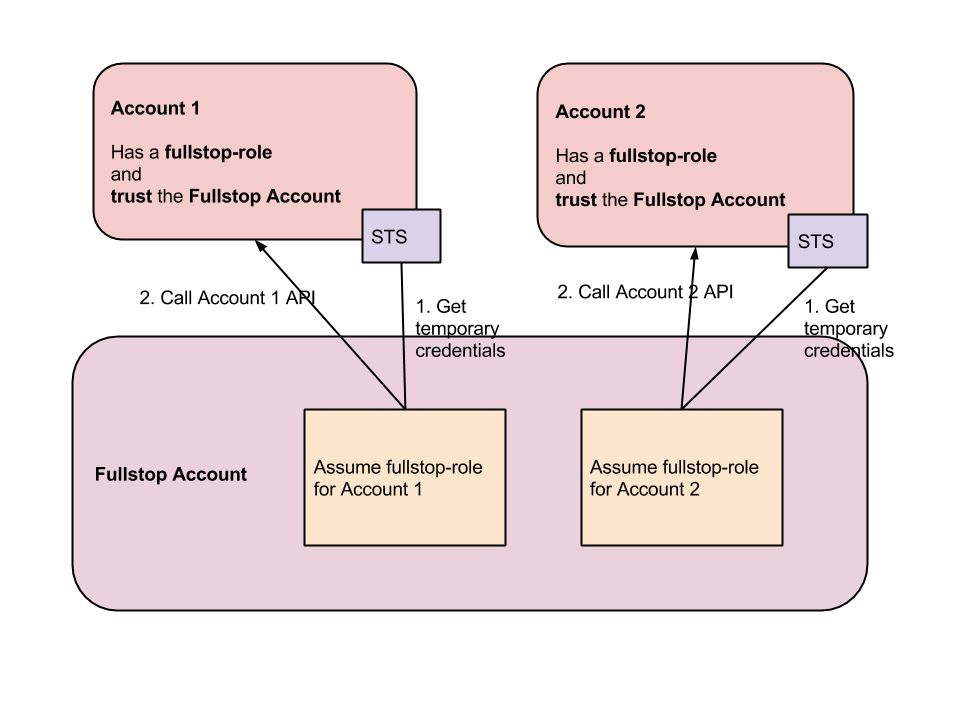 Account 1
Has a fullstop-role
and
trust the Fullstop Account
STS
Account 2
Has a fullstop-role
and
trust the Fullstop Account
STS
2. Call Account 1 API
1. Get
temporary
credentials
2. Call Account 2 API
1. Get
temporary
credentials
Fullstop Account
Assume fullstop-role
for Account 1
Assume fullstop-role
for Account 2